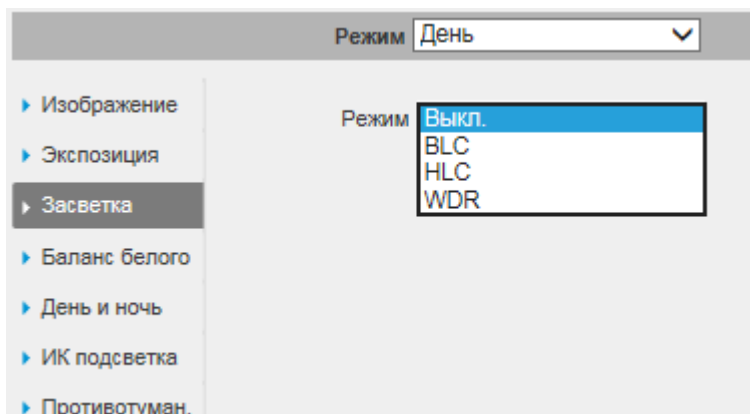 Режим День
Изображение
Режим Выкл.
BLC
Экспозиция
HLC
WDR
Засветка
Баланс белого
День и ночь
ИК подсветка
Противотуман.